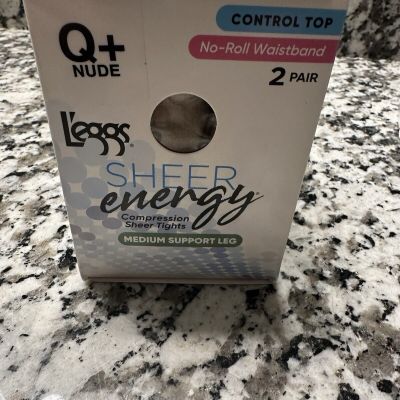 CONTROL TOP
Q+
NUDE
No-Roll Waistband
2 PAIR
L'eggs
SHEER
energy
Compression
Sheer Tights
MEDIUM SUPPORT LEG